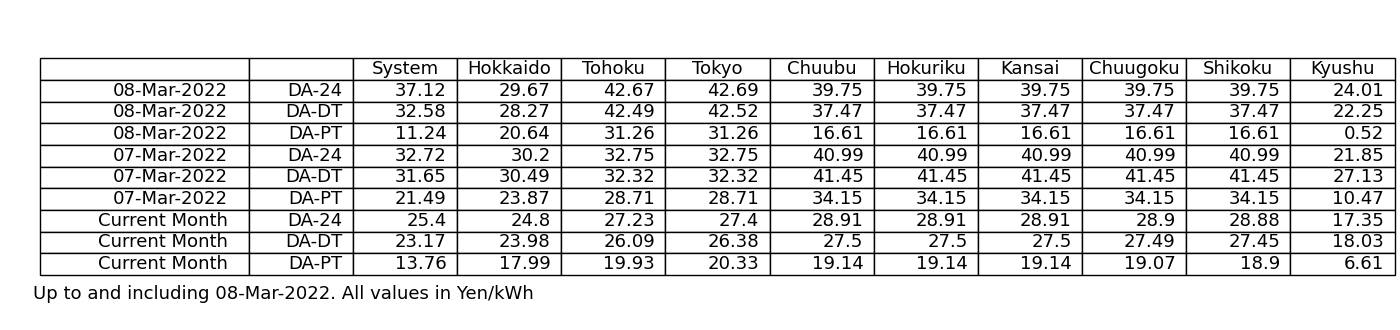 System Hokkaido Tohoku Tokyo Chuubu Hokuriku Kansai Chuugoku Shikoku Kyushu
08-Mar-2022 DA-24 37.12 29.67 42.67 42.69 39.75 39.75 39.75 39.75 39.75 24.01
08-Mar-2022 DA-DT 32.58 28.27 42.49 42.52 37.47 37.47 37.47 37.47 37.47 22.25
08-Mar-2022 DA-PT 11.24 20.64 31.26 31.26 16.61 16.61 16.61 16.61 16.61 0.52
07-Mar-2022 DA-24 32.72 30.2 32.75 32.75 40.99 40.99 40.99 40.99 40.99 21.85
07-Mar-2022 DA-DT 31.65 30.49 32.32 32.32 41.45 41.45 41.45 41.45 41.45 27.13
07-Mar-2022 DA-PT 21.49 23.87 28.71 28.71 34.15 34.15 34.15 34.15 34.15 10.47
Current Month DA-24 25.4 24.8 27.23 27.4 28.91 28.91 28.91 28.9 28.88 17.35
Current Month DA-DT 23.17 23.98 26.09 26.38 27.5 27.5 27.5 27.49 27.45 18.03
Current Month DA-PT 13.76 17.99 19.93 20.33 19.14 19.14 19.14 19.07 18.9 6.61
Up to and including 08-Mar-2022. All values in Yen/kWh